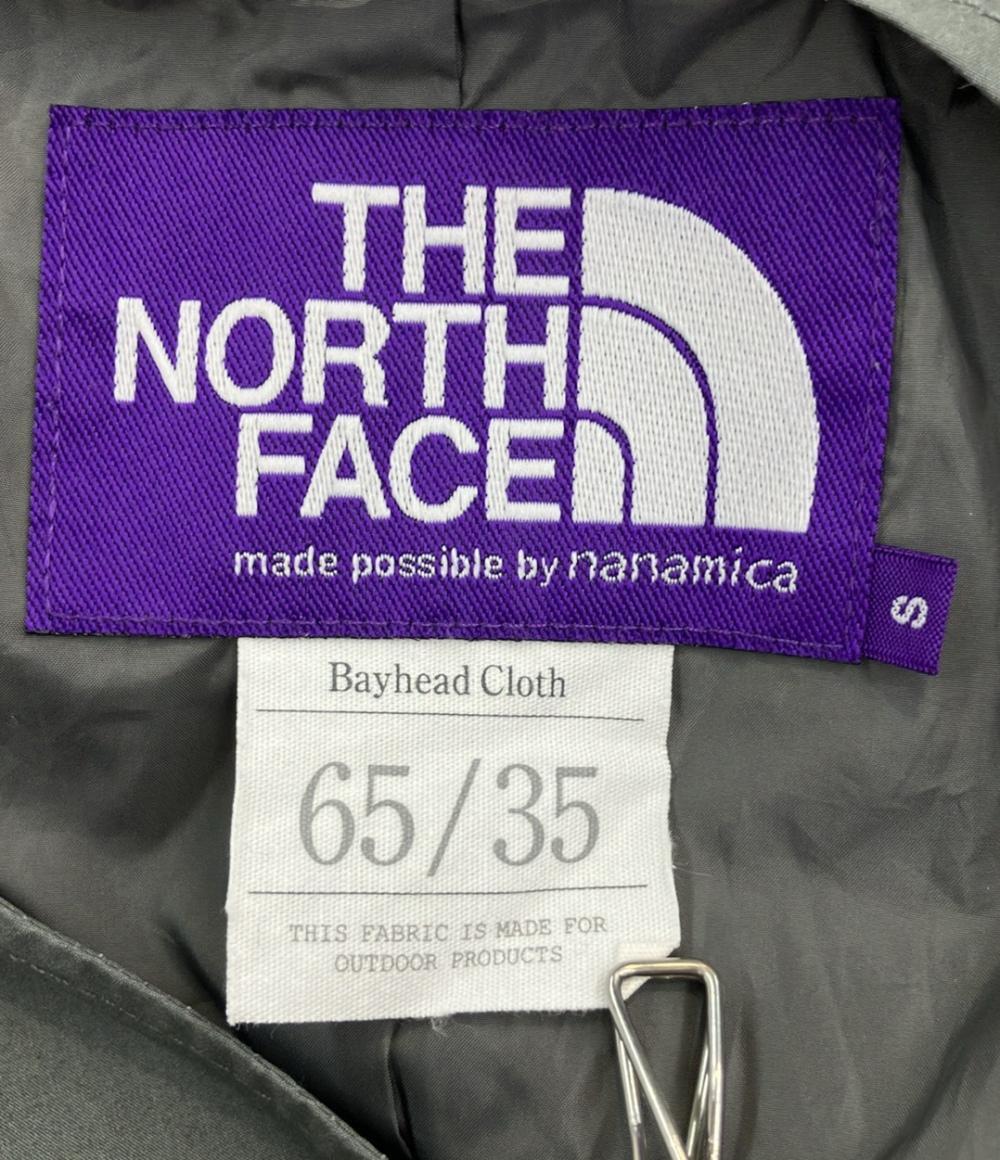 THE
NORTH
FACE
made possible by nanamica
S
Bayhead Cloth
65/35
THIS FABRIC IS MADE FOR
OUTDOOR PRODUCTS